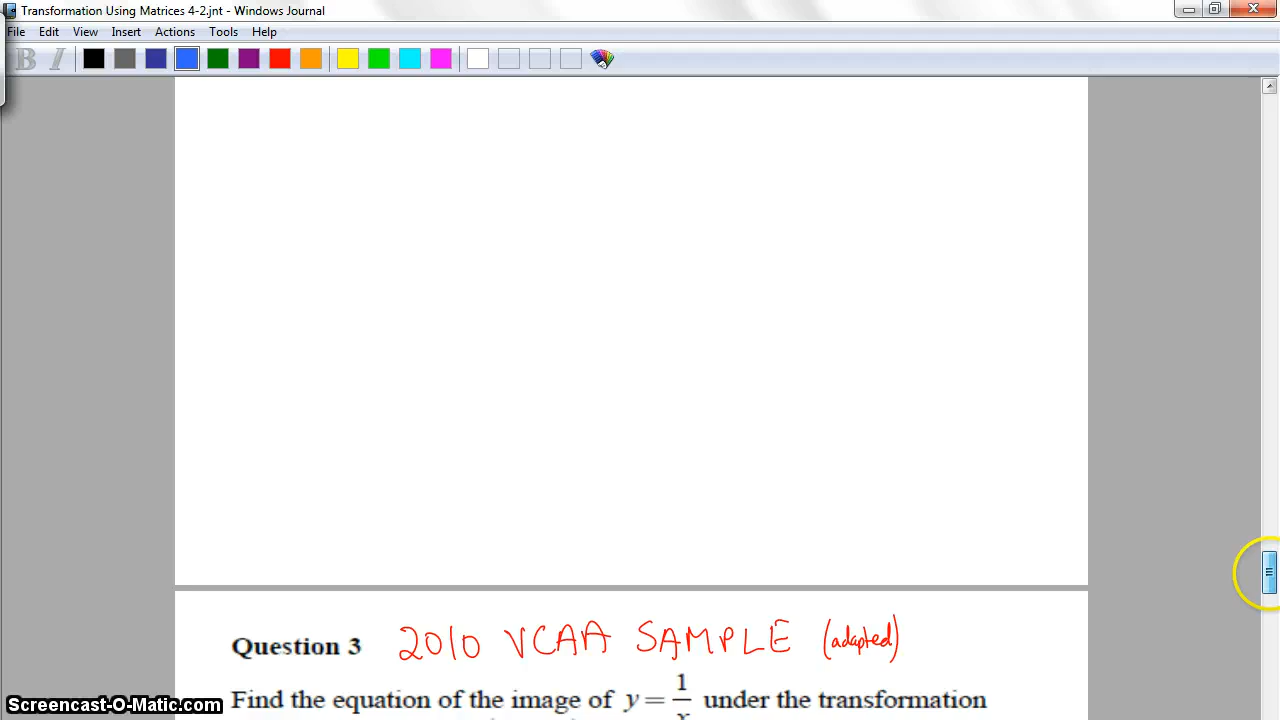 Transformation Using Matrices 4-2.jnt - Windows Journal
File Edit View Insert Actions Tools Help
B I
Question 3 2010 VCAA SAMPLE (adapted)
Find the equation of the image of y = 1/x under the transformation
Screencast-O-Matic.com